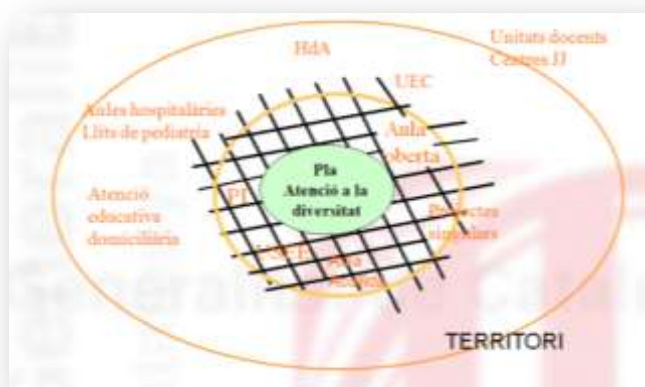 HdA
Unitats docents
Centres JJ
UEC
Aules hospitalàries
Llits de pediatria
Aula
oberta
Pla
Atenció a la
diversitat
Atenció
educativa
domiciliària
Projectes
singulars
Aula
TERRITORI